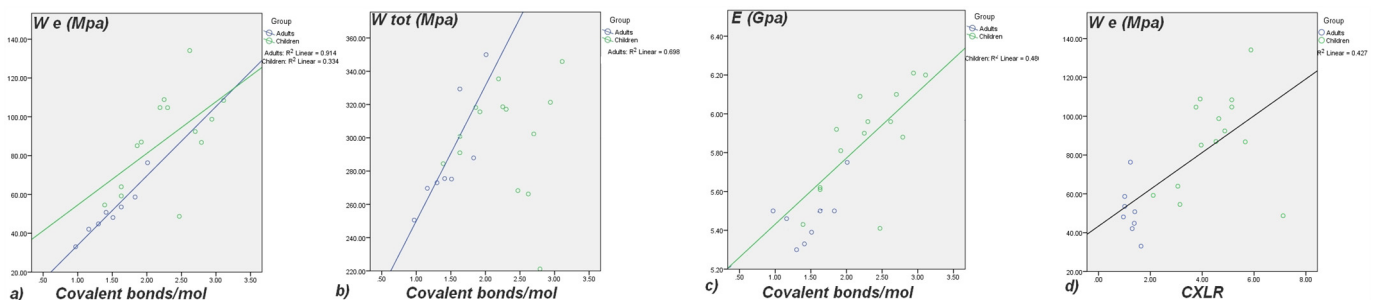 W e (Mpa)
Group
Adults
Children
Adults: R² Linear = 0.914
Children: R² Linear = 0.334
140.00
120.00
100.00
80.00
60.00
40.00
20.00
.50
1.00
1.50
2.00
2.50
3.00
3.50
a)
Covalent bonds/mol
W tot (Mpa)
Group
Adults
Children
Adults: R² Linear = 0.698
360.00
340.00
320.00
300.00
280.00
260.00
240.00
220.00
.50
1.00
1.50
2.00
2.50
3.00
3.50
b)
Covalent bonds/mol
E (Gpa)
Group
Adults
Children
Children: R² Linear = 0.48
6.20
6.00
5.80
5.60
5.40
5.20
.50
1.00
1.50
2.00
2.50
3.00
3.50
c)
Covalent bonds/mol
W e (Mpa)
Group
Adults
Children
R² Linear = 0.427
140.00
120.00
100.00
80.00
60.00
40.00
20.00
.00
2.00
4.00
6.00
8.00
d)
CXLR